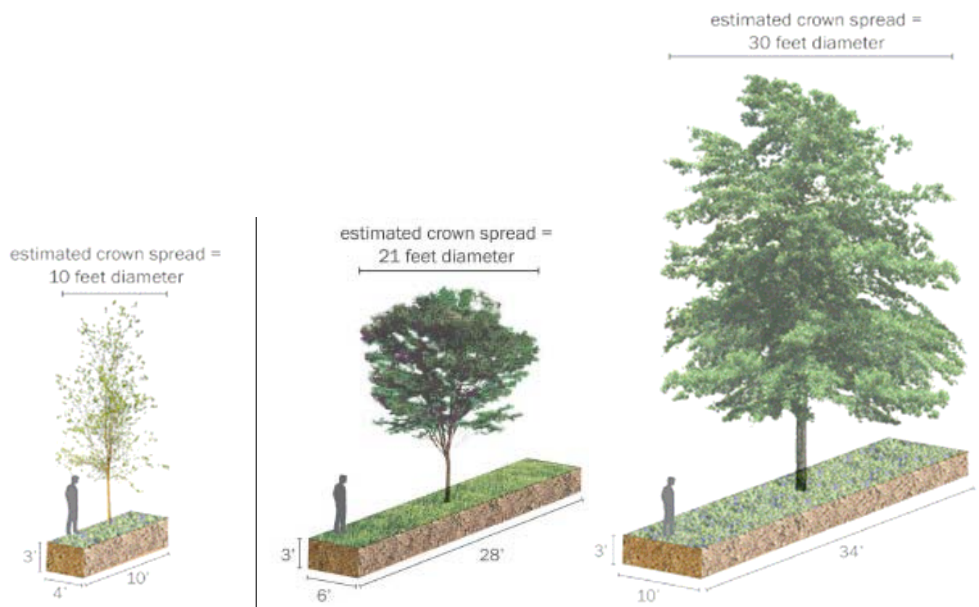 estimated crown spread =
10 feet diameter
3'
4'
10'
estimated crown spread =
21 feet diameter
3'
6'
28'
estimated crown spread =
30 feet diameter
3'
10'
34'